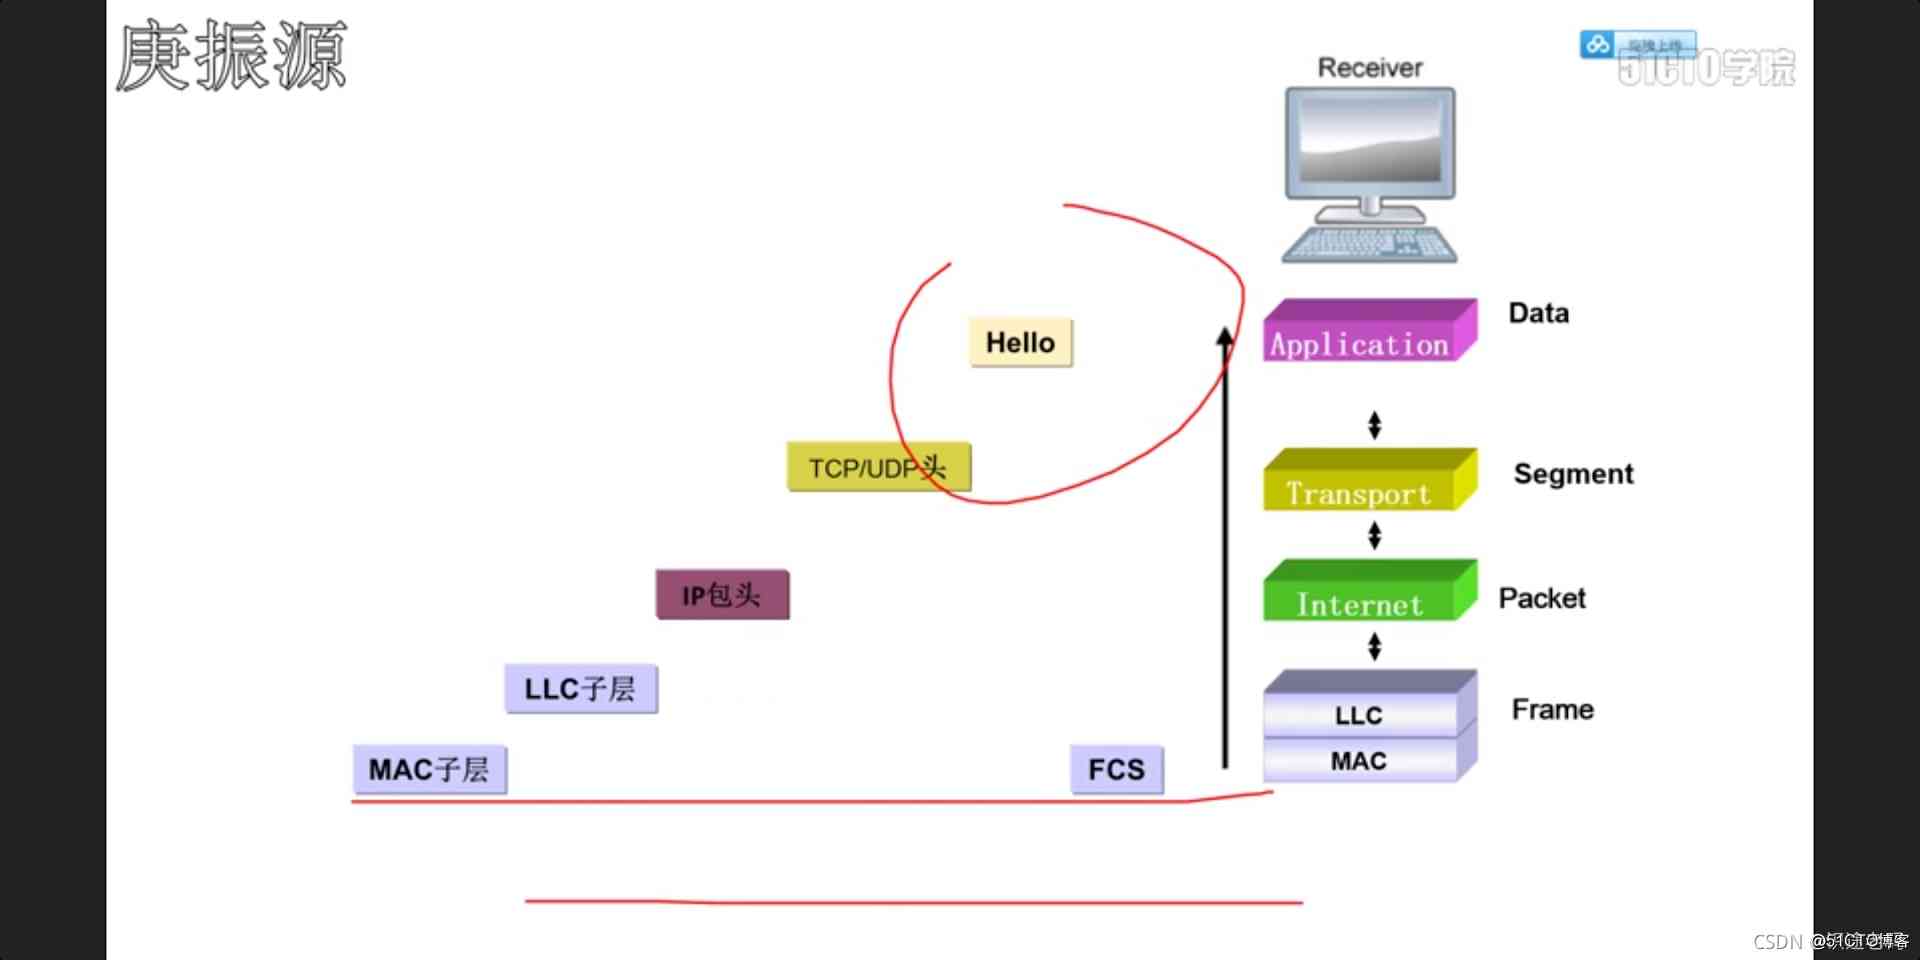 庚振源
51CTO学院
Receiver
Data
Hello
Application
TCP/UDP头
Transport
Segment
IP包头
Internet
Packet
LLC子层
LLC
Frame
MAC子层
FCS
MAC
CSDN @51CTO博客